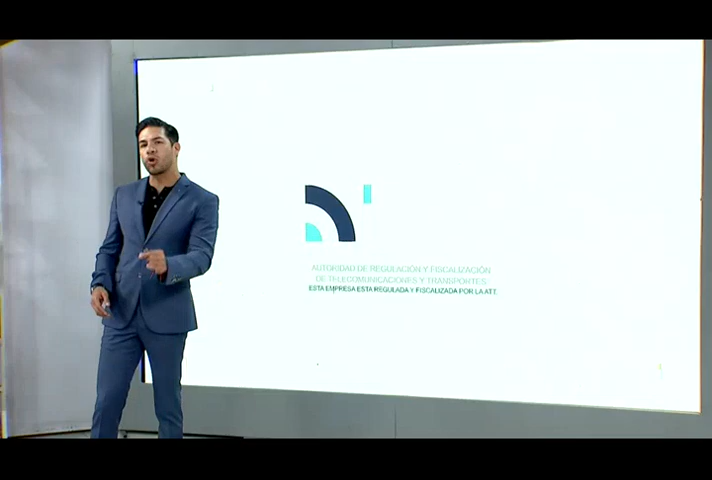 AUTORIDAD DE REGULACIÓN Y FISCALIZACIÓN
DE TELECOMUNICACIONES Y TRANSPORTES.
ESTA EMPRESA ESTA REGULADA Y FISCALIZADA POR LA ATT.